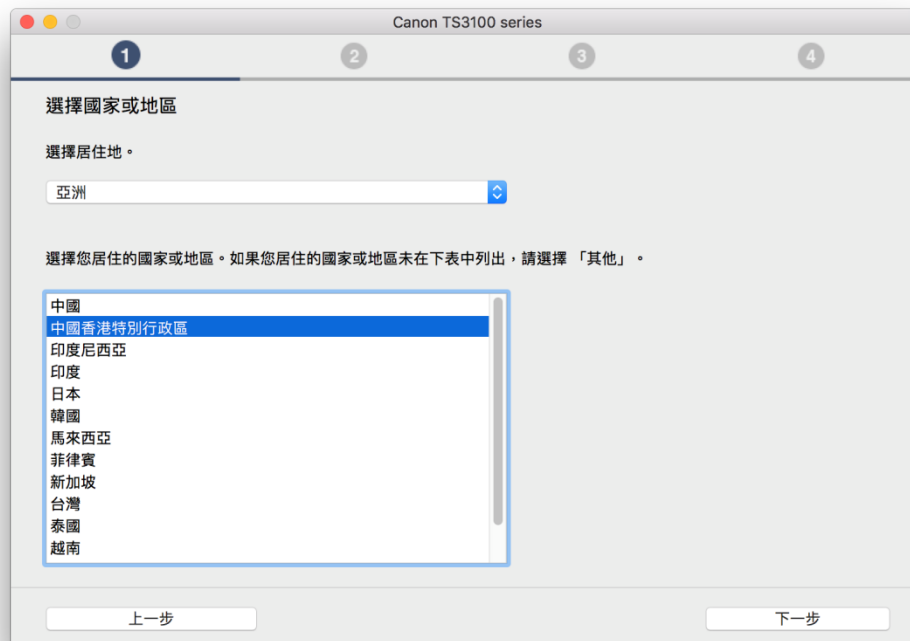 Canon TS3100 series
1
2
3
4
選擇國家或地區
選擇居住地。
亞洲
選擇您居住的國家或地區。如果您居住的國家或地區未在下表中列出，請選擇 「其他」。
中國
中國香港特別行政區
印度尼西亞
印度
日本
韓國
馬來西亞
菲律賓
新加坡
台灣
泰國
越南
上一步
下一步